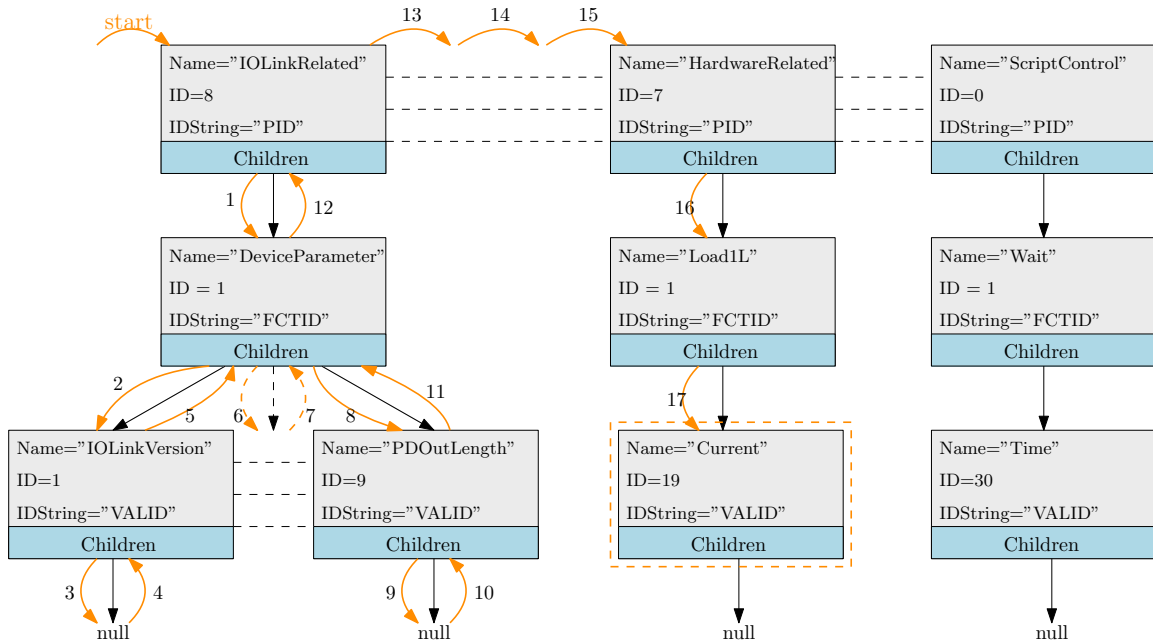 start
13
14
15
Name="IOLinkRelated"
ID=8
IDString="PID"
Children
Name="HardwareRelated"
ID=7
IDString="PID"
Children
Name="ScriptControl"
ID=0
IDString="PID"
Children
1
12
16
Name="DeviceParameter"
ID = 1
IDString="FCTID"
Children
Name="Load1L"
ID = 1
IDString="FCTID"
Children
Name="Wait"
ID = 1
IDString="FCTID"
Children
2
5
6
7
8
11
17
Name="IOLinkVersion"
ID=1
IDString="VALID"
Children
Name="PDOutLength"
ID=9
IDString="VALID"
Children
Name="Current"
ID=19
IDString="VALID"
Children
Name="Time"
ID=30
IDString="VALID"
Children
3
4
9
10
null
null
null
null